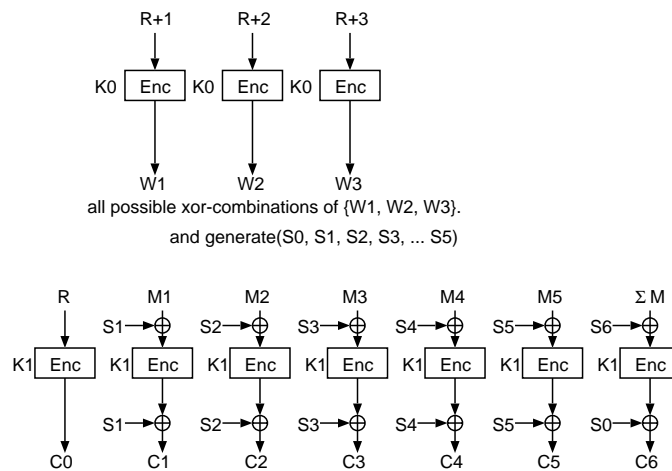 R+1 R+2 R+3
K0 Enc K0 Enc K0 Enc
W1 W2 W3
all possible xor-combinations of {W1, W2, W3}.
and generate(S0, S1, S2, S3, ... S5)
R M1 M2 M3 M4 M5 Σ M
S1 S2 S3 S4 S5 S6
K1 Enc K1 Enc K1 Enc K1 Enc K1 Enc K1 Enc K1 Enc
S1 S2 S3 S4 S5 S0
C0 C1 C2 C3 C4 C5 C6